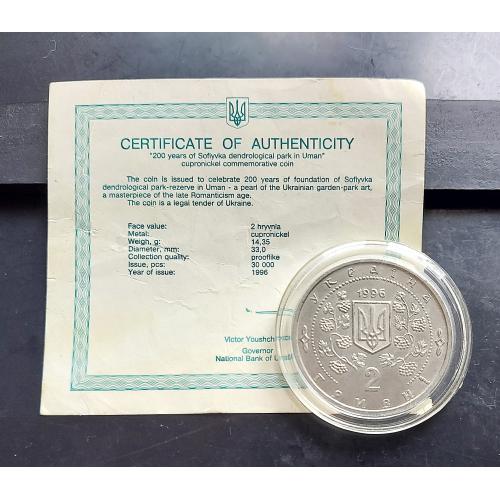 CERTIFICATE OF AUTHENTICITY
"200 years of Sofiyvka dendrological park in Uman"
cupronickel commemorative coin
The coin is issued to celebrate 200 years of foundation of Sofiyvka
dendrological park-reserve in Uman - a pearl of the Ukrainian garden-park art,
a masterpiece of the late Romanticism age.
The coin is a legal tender of Ukraine.
Face value: 2 hryvnia
Metal: cupronickel
Weigh, g: 14,35
Diameter, mm: 33,0
Collection quality: prooflike
Issue, pcs: 30 000
Year of issue: 1996
Victor
Governor
National Bank of
УКРАЇНА
1996
2
ГРИВНІ